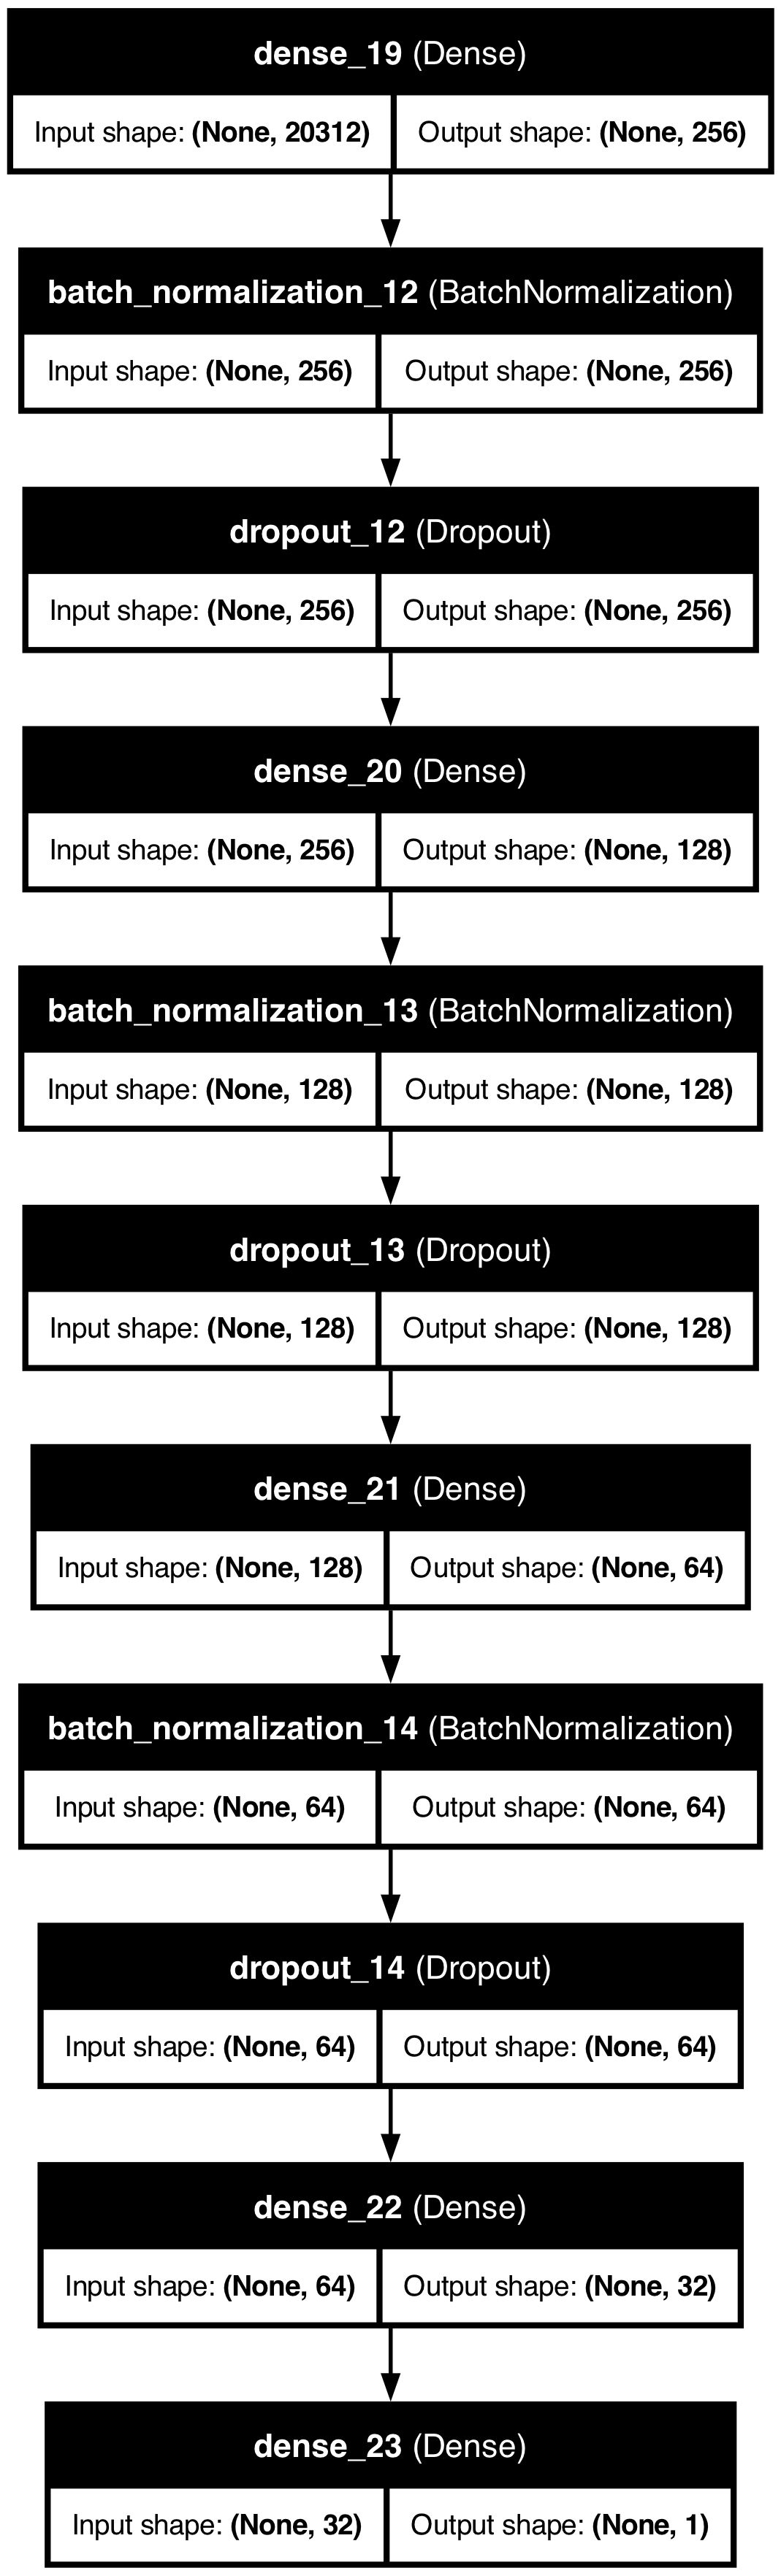 dense_19 (Dense)
Input shape: (None, 20312) Output shape: (None, 256)
batch_normalization_12 (BatchNormalization)
Input shape: (None, 256) Output shape: (None, 256)
dropout_12 (Dropout)
Input shape: (None, 256) Output shape: (None, 256)
dense_20 (Dense)
Input shape: (None, 256) Output shape: (None, 128)
batch_normalization_13 (BatchNormalization)
Input shape: (None, 128) Output shape: (None, 128)
dropout_13 (Dropout)
Input shape: (None, 128) Output shape: (None, 128)
dense_21 (Dense)
Input shape: (None, 128) Output shape: (None, 64)
batch_normalization_14 (BatchNormalization)
Input shape: (None, 64) Output shape: (None, 64)
dropout_14 (Dropout)
Input shape: (None, 64) Output shape: (None, 64)
dense_22 (Dense)
Input shape: (None, 64) Output shape: (None, 32)
dense_23 (Dense)
Input shape: (None, 32) Output shape: (None, 1)